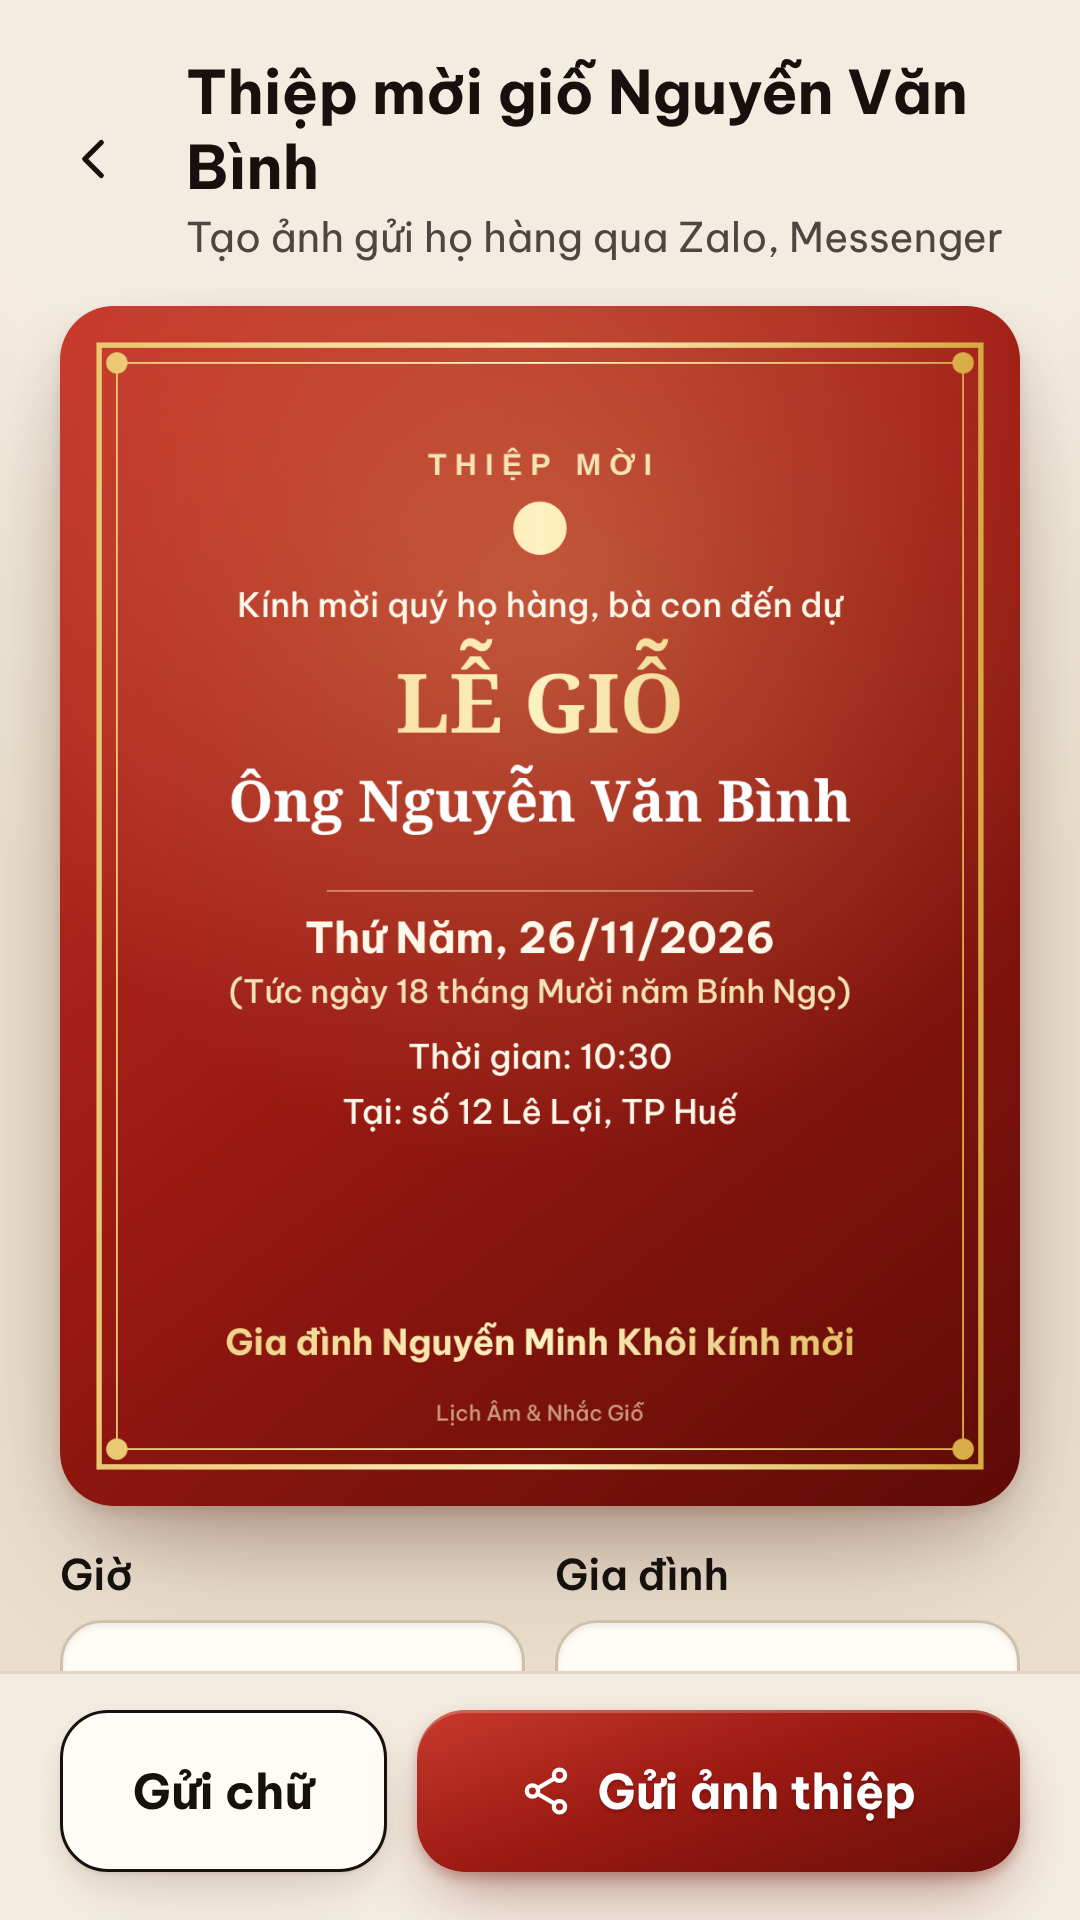 Thiệp mời giỗ Nguyễn Văn
Bình
Tạo ảnh gửi họ hàng qua Zalo, Messenger
THIỆP MỜI
Kính mời quý họ hàng, bà con đến dự
LỄ GIỖ
Ông Nguyễn Văn Bình
Thứ Năm, 26/11/2026
(Tức ngày 18 tháng Mười năm Bính Ngọ)
Thời gian: 10:30
Tại: số 12 Lê Lợi, TP Huế
Gia đình Nguyễn Minh Khôi kính mời
Lịch Âm & Nhắc Giỗ
Giờ
Gia đình
Gửi chữ
Gửi ảnh thiệp